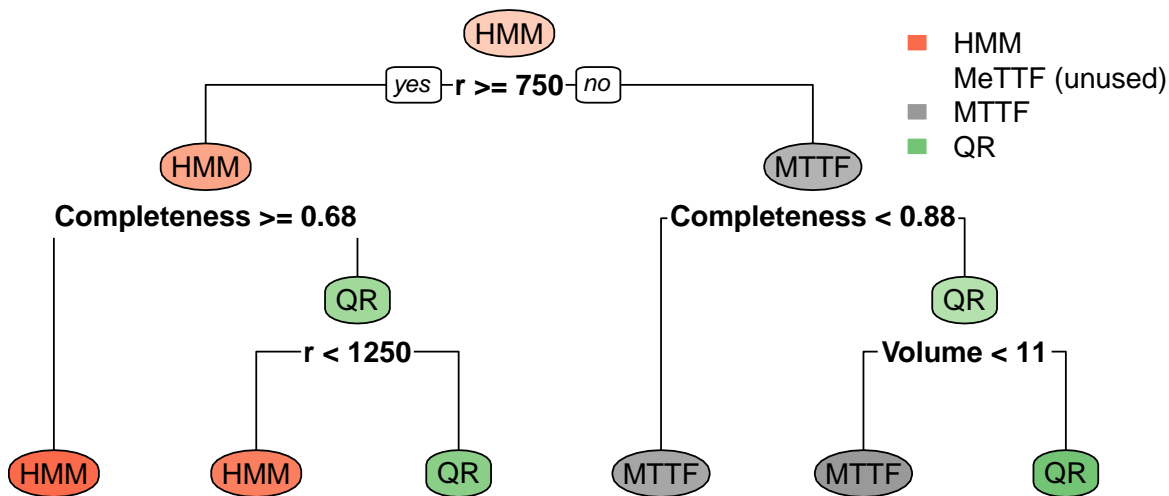 HMM
yes r >= 750 no
HMM
MeTTF (unused)
MTTF
QR
HMM
MTTF
Completeness >= 0.68
Completeness < 0.88
QR
QR
r < 1250
Volume < 11
HMM
HMM
QR
MTTF
MTTF
QR